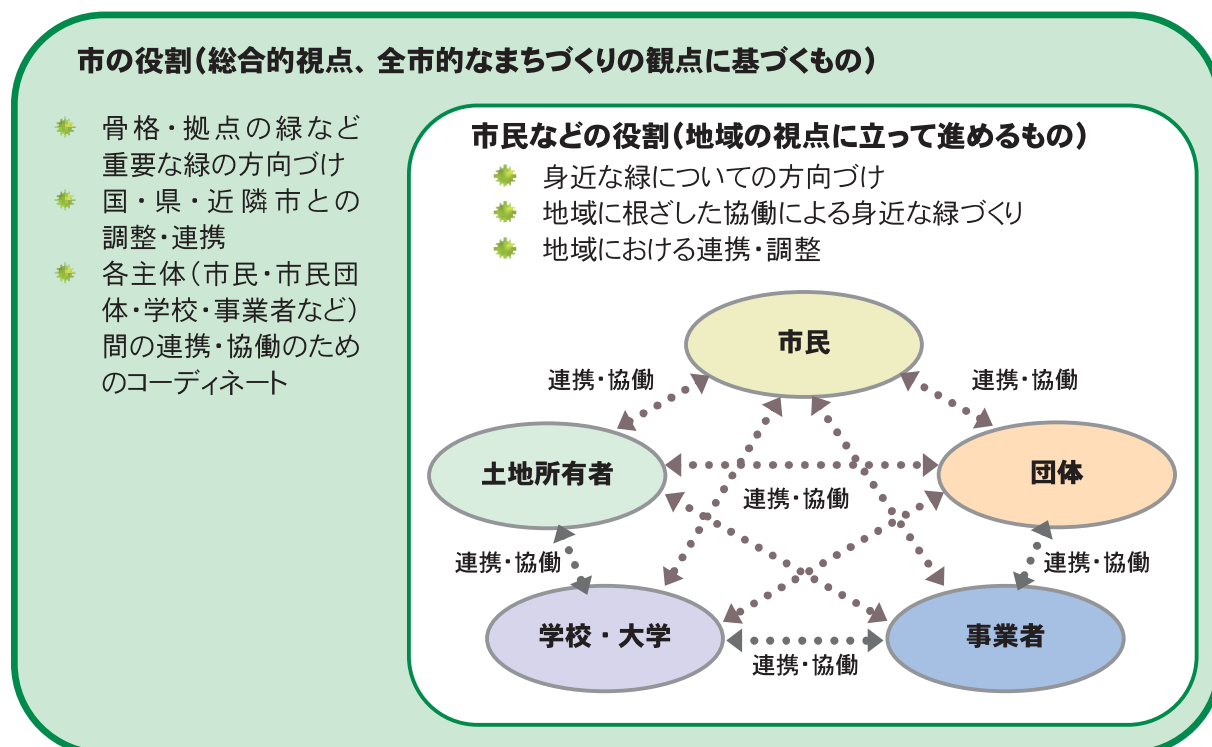 市の役割（総合的視点、全市的なまちづくりの観点に基づくもの）
骨格・拠点の緑など
重要な緑の方向づけ
国・県・近隣市との
調整・連携
各主体（市民・市民団
体・学校・事業者など）
間の連携・協働のため
のコーディネート
市民などの役割（地域の視点に立って進めるもの）
身近な緑についての方向づけ
地域に根ざした協働による身近な緑づくり
地域における連携・調整
市民
連携・協働
連携・協働
土地所有者
団体
連携・協働
連携・協働
連携・協働
学校・大学
事業者
連携・協働